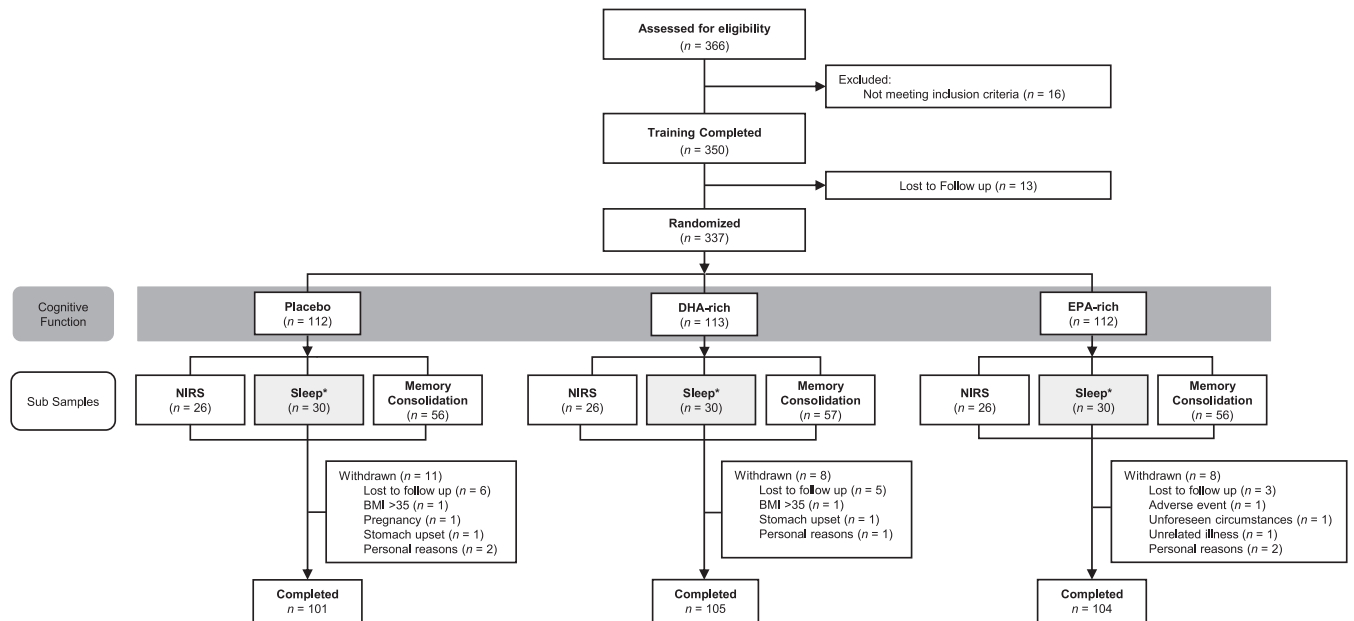 Assessed for eligibility
(n = 366)
Excluded:
Not meeting inclusion criteria (n = 16)
Training Completed
(n = 350)
Lost to Follow up (n = 13)
Randomized
(n = 337)
Cognitive
Function
Placebo
(n = 112)
DHA-rich
(n = 113)
EPA-rich
(n = 112)
Sub Samples
NIRS
(n = 26)
Sleep*
(n = 30)
Memory
Consolidation
(n = 56)
NIRS
(n = 26)
Sleep*
(n = 30)
Memory
Consolidation
(n = 57)
NIRS
(n = 26)
Sleep*
(n = 30)
Memory
Consolidation
(n = 56)
Withdrawn (n = 11)
Lost to follow up (n = 6)
BMI >35 (n = 1)
Pregnancy (n = 1)
Stomach upset (n = 1)
Personal reasons (n = 2)
Withdrawn (n = 8)
Lost to follow up (n = 5)
BMI >35 (n = 1)
Stomach upset (n = 1)
Personal reasons (n = 1)
Withdrawn (n = 8)
Lost to follow up (n = 3)
Adverse event (n = 1)
Unforeseen circumstances (n = 1)
Unrelated illness (n = 1)
Personal reasons (n = 2)
Completed
n = 101
Completed
n = 105
Completed
n = 104